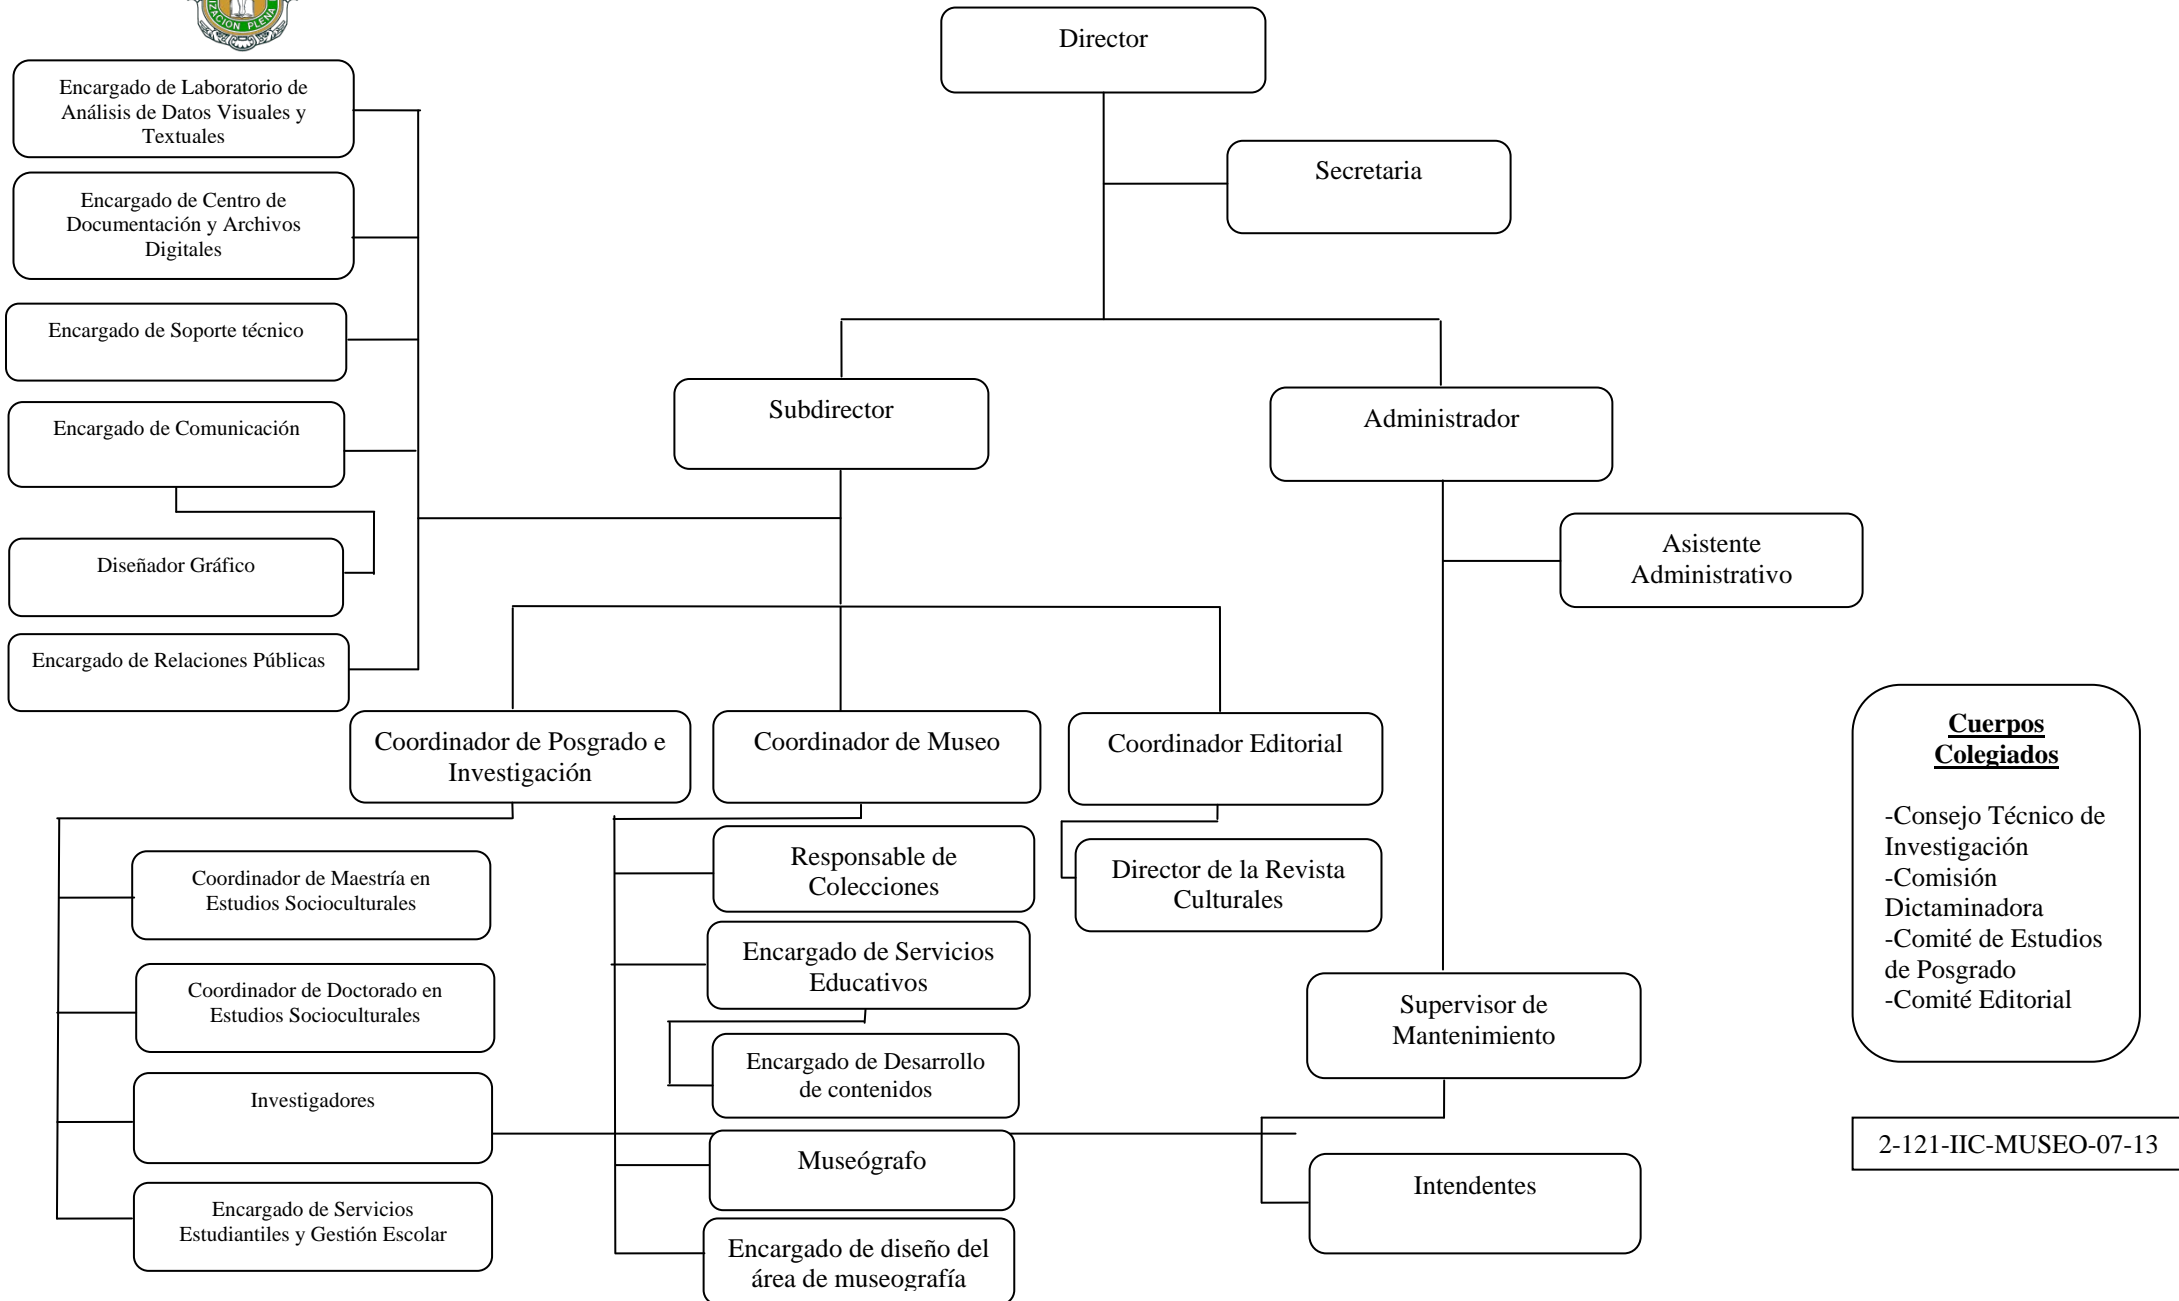 IZACION PLENA
Director
Encargado de Laboratorio de
Análisis de Datos Visuales y
Textuales
Secretaria
Encargado de Centro de
Documentación y Archivos
Digitales
Encargado de Soporte técnico
Subdirector
Administrador
Encargado de Comunicación
Asistente
Administrativo
Diseñador Gráfico
Encargado de Relaciones Públicas
Coordinador de Posgrado e
Investigación
Coordinador de Museo
Coordinador Editorial
Cuerpos
Colegiados
-Consejo Técnico de
Investigación
-Comisión
Dictaminadora
-Comité de Estudios
de Posgrado
-Comité Editorial
Responsable de
Colecciones
Director de la Revista
Culturales
Coordinador de Maestría en
Estudios Socioculturales
Encargado de Servicios
Educativos
Coordinador de Doctorado en
Estudios Socioculturales
Supervisor de
Mantenimiento
Encargado de Desarrollo
de contenidos
Investigadores
2-121-IIC-MUSEO-07-13
Museógrafo
Intendentes
Encargado de Servicios
Estudiantiles y Gestión Escolar
Encargado de diseño del
área de museografía